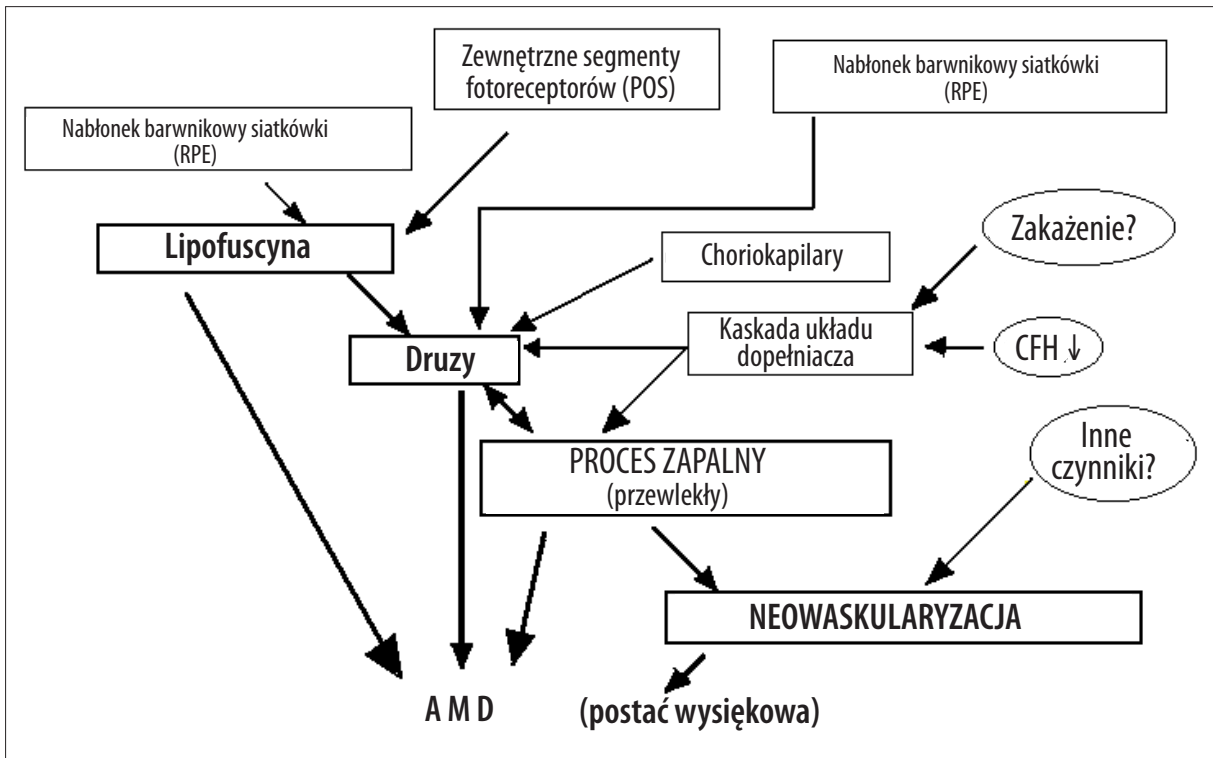 Zewnętrzne segmenty
fotoreceptorów (POS)
Nabłonek barwnikowy siatkówki
(RPE)
Nabłonek barwnikowy siatkówki
(RPE)
Lipofuscyna
Choriokapilary
Zakażenie?
Kaskada układu
dopełniacza
CFH ↓
Druzy
PROCES ZAPALNY
(przewlekły)
Inne
czynniki?
NEOWASKULARYZACJA
A M D (postać wysiękowa)